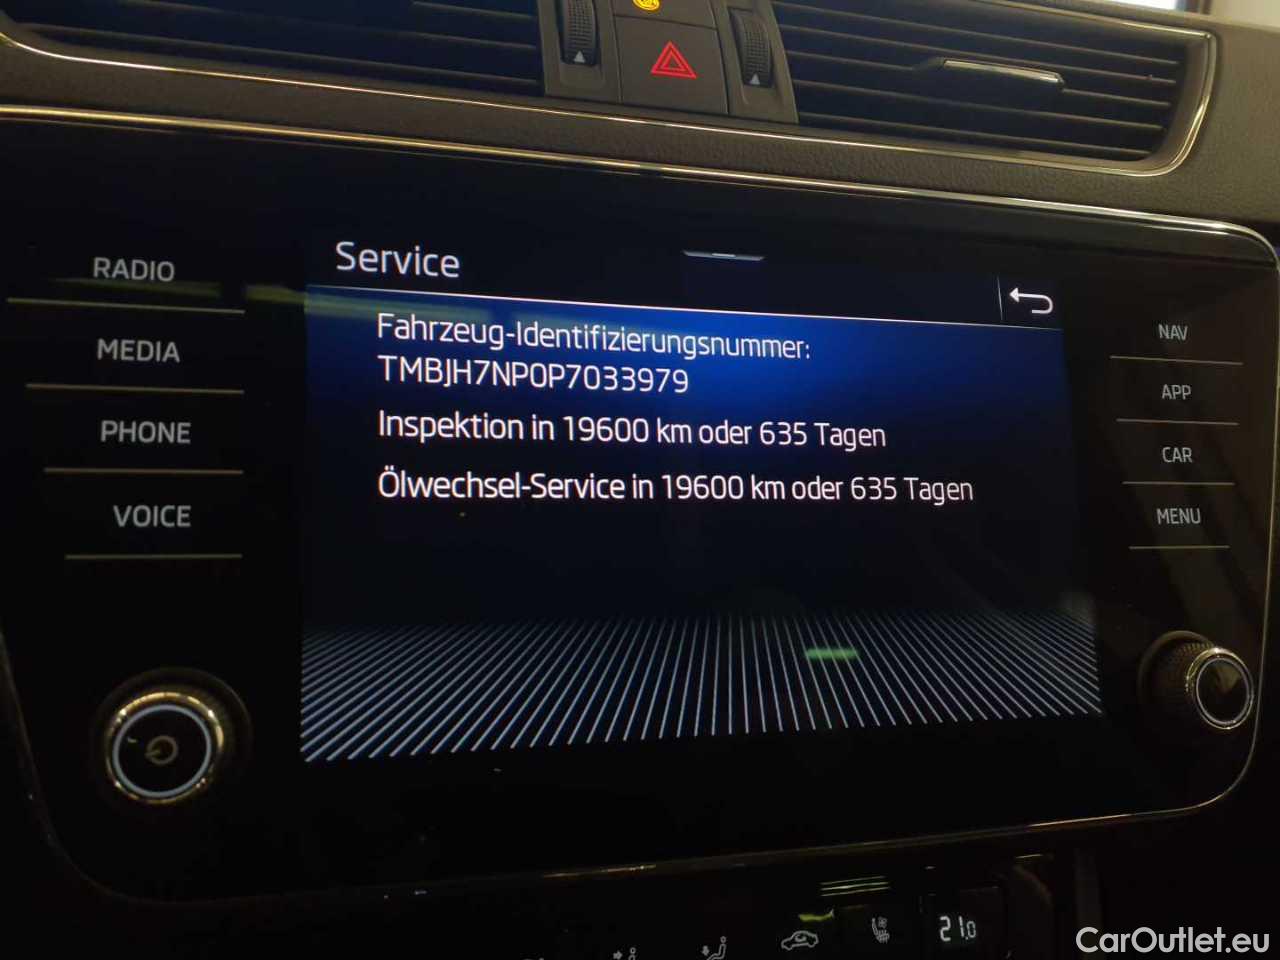 RADIO
MEDIA
PHONE
VOICE
Service
Fahrzeug-Identifizierungsnummer:
TMBJH7NP0P7033979
Inspektion in 19600 km oder 635 Tagen
Ölwechsel-Service in 19600 km oder 635 Tagen
NAV
APP
CAR
MENU
21.0
CarOutlet.eu